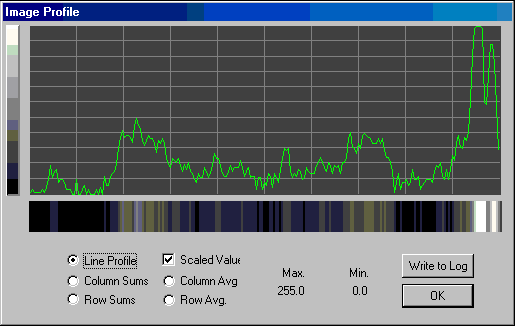 Image Profile
Line Profile
Scaled Value
Column Sums
Column Avg
Row Sums
Row Avg.
Max.
Min.
255.0
0.0
Write to Log
OK